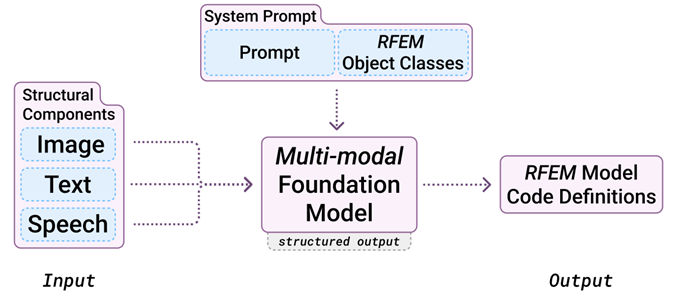 System Prompt
Prompt
RFEM
Object Classes
Structural
Components
Image
Text
Speech
Multi-modal
Foundation
Model
structured output
RFEM Model
Code Definitions
Input
Output